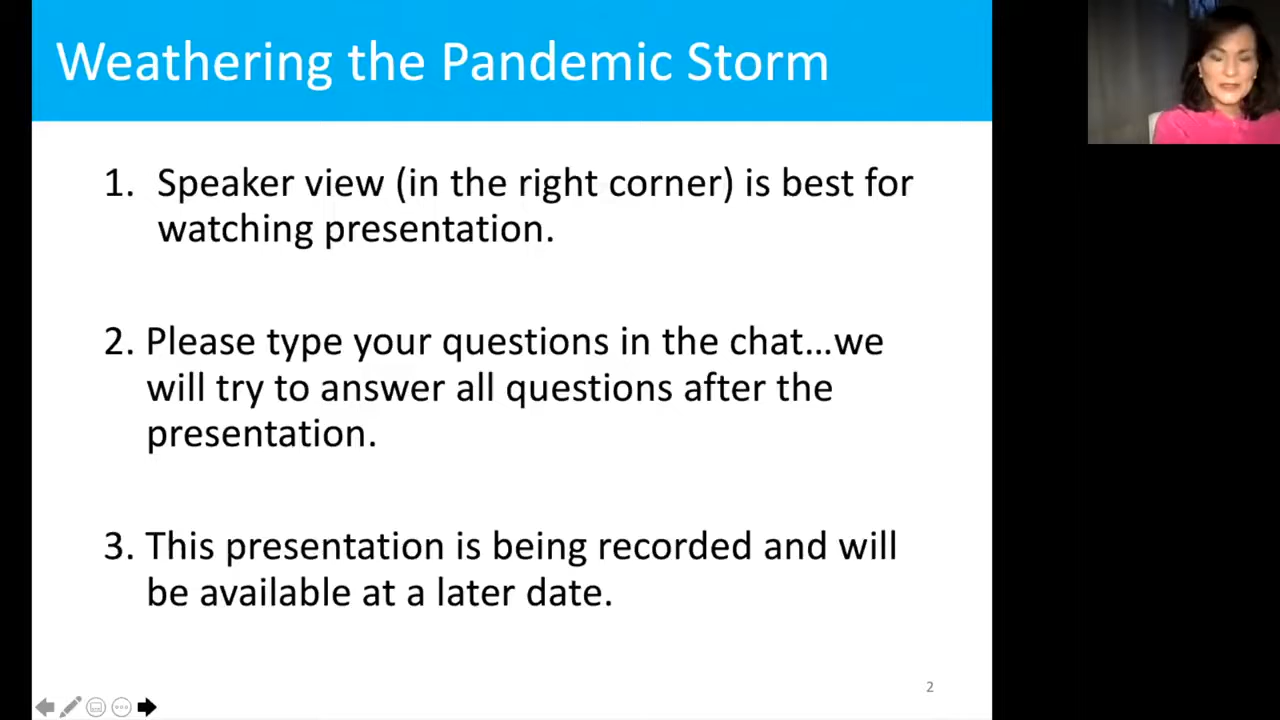 Weathering the Pandemic Storm
1. Speaker view (in the right corner) is best for
watching presentation.
2. Please type your questions in the chat...we
will try to answer all questions after the
presentation.
3. This presentation is being recorded and will
be available at a later date.
2